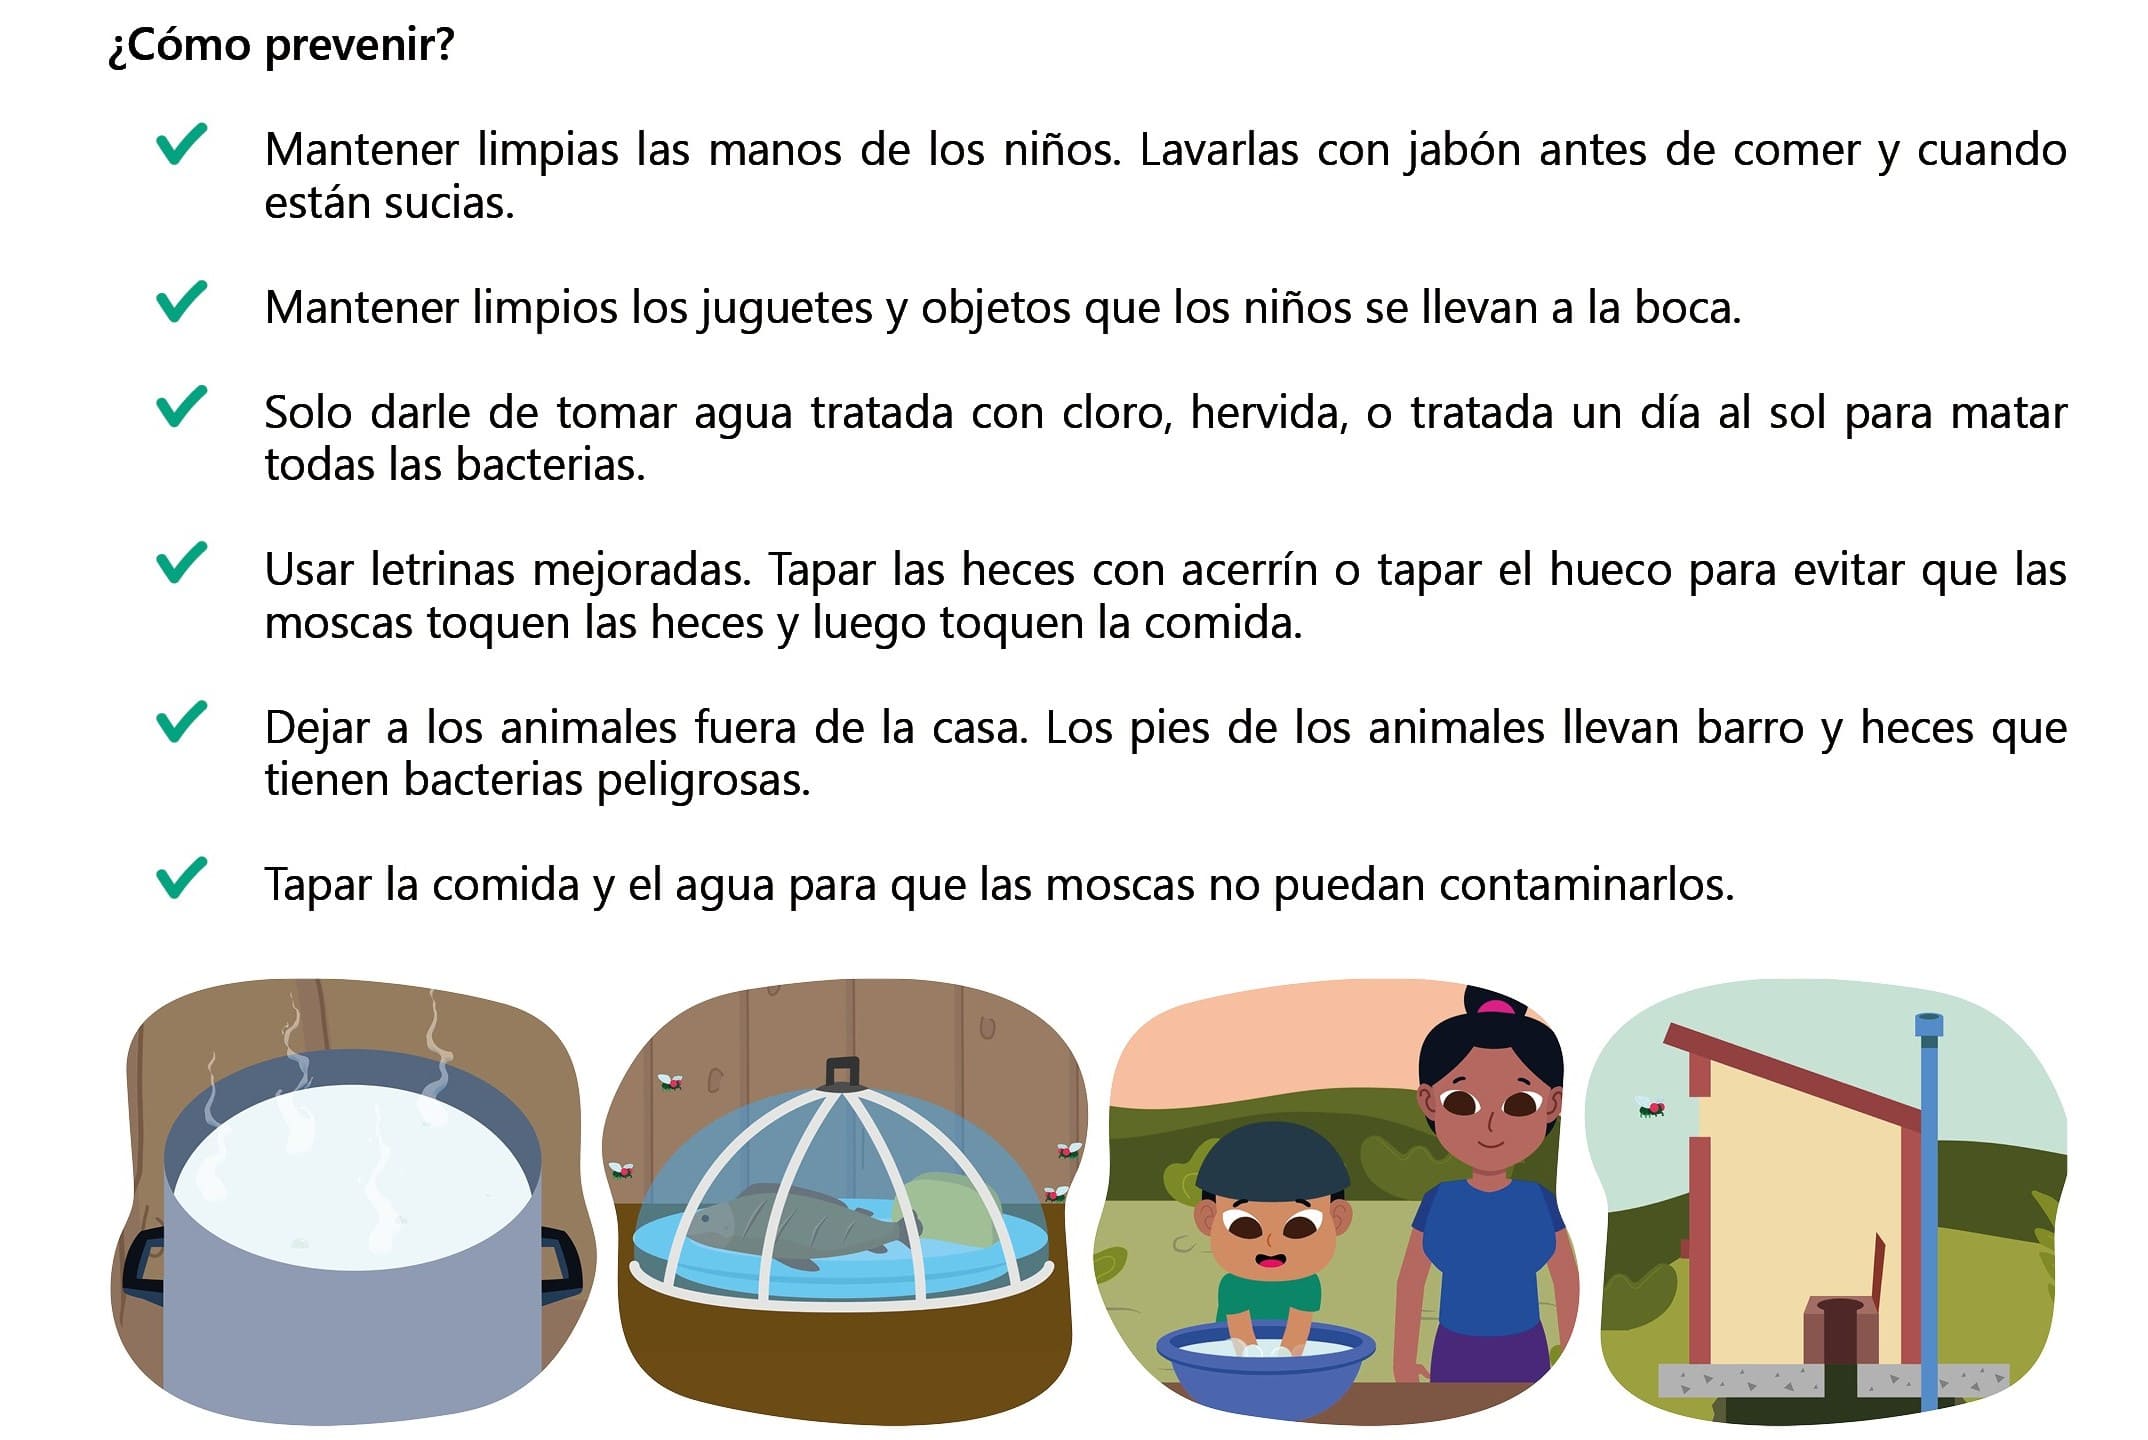 ¿Cómo prevenir?
Mantener limpias las manos de los niños. Lavarlas con jabón antes de comer y cuando
están sucias.
Mantener limpios los juguetes y objetos que los niños se llevan a la boca.
Solo darle de tomar agua tratada con cloro, hervida, o tratada un día al sol para matar
todas las bacterias.
Usar letrinas mejoradas. Tapar las heces con acerrín o tapar el hueco para evitar que las
moscas toquen las heces y luego toquen la comida.
Dejar a los animales fuera de la casa. Los pies de los animales llevan barro y heces que
tienen bacterias peligrosas.
Tapar la comida y el agua para que las moscas no puedan contaminarlos.